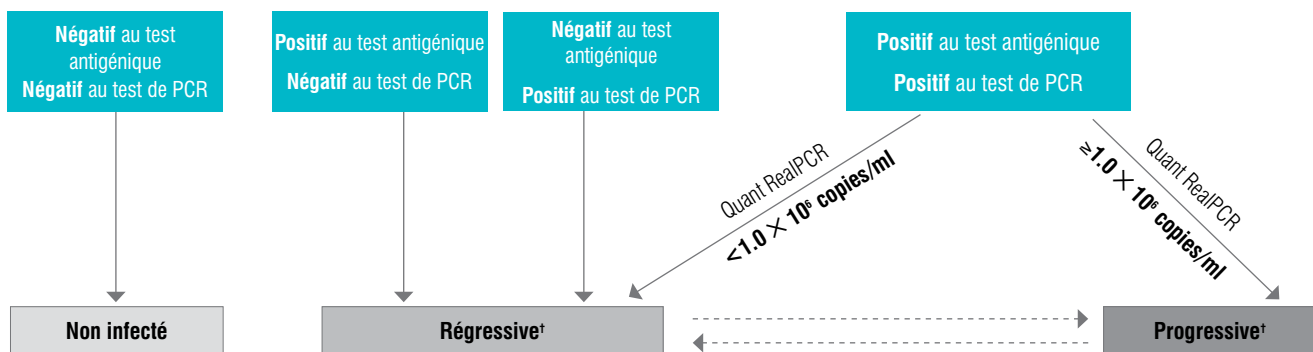 Négatif au test
antigénique
Négatif au test de PCR
Positif au test antigénique
Négatif au test de PCR
Négatif au test
antigénique
Positif au test de PCR
Positif au test antigénique
Positif au test de PCR
Quant RealPCR
<1.0 × 10⁶ copies/ml
Quant RealPCR
≥1.0 × 10⁶ copies/ml
Non infecté
Régressive†
Progressive†